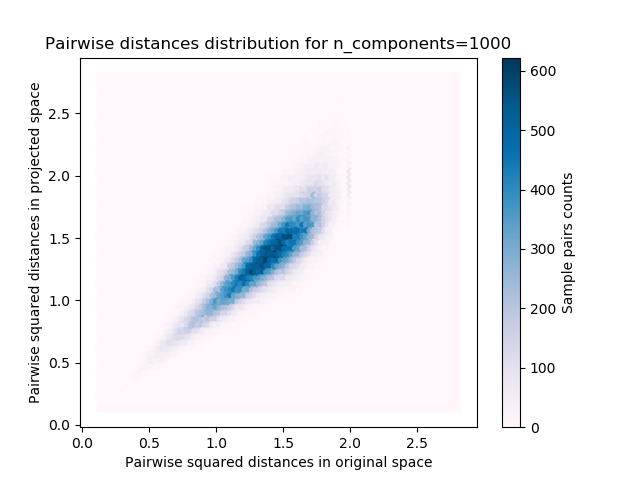 Pairwise distances distribution for n_components=1000
Pairwise squared distances in projected space
2.5
2.0
1.5
1.0
0.5
0.0
0.0 0.5 1.0 1.5 2.0 2.5
Pairwise squared distances in original space
600
500
400
300
200
100
0
Sample pairs counts